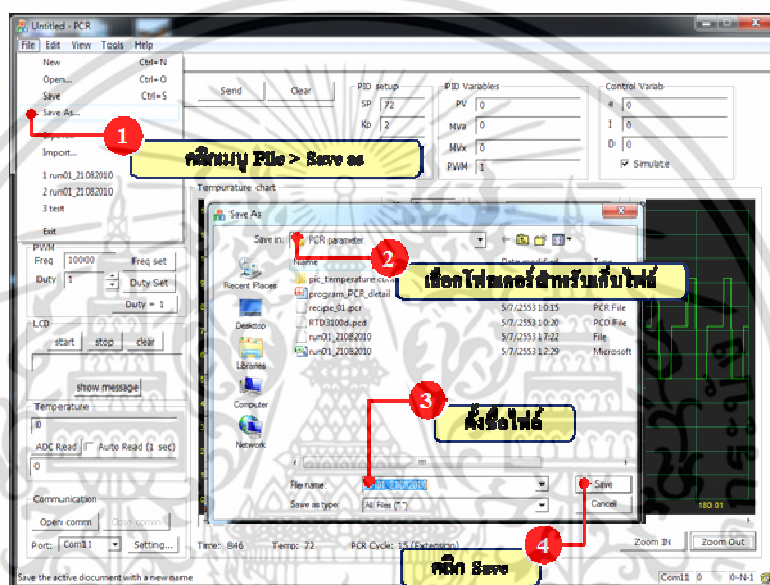 Untitled - PCR
File Edit View Tools Help
New Ctrl+N
Open... Ctrl+O
Save Ctrl+S
Save As...
Import...
1 run01_21082010
2 run01_21082010
3 test
Exit
Send Clear
PID setup
SP 72
Kp 2
PID Variables
PV 0
MVa 0
MVx 0
PWM 1
Control Variab
e 0
I 0
D 0
Simulate
1
คลิกเมนู File > Save as
Tempurature chart
PWM
Freq 10000 Freq set
Duty 1 Duty Set
Duty = 1
LCD
start stop clear
show message
Temperature
0
ADC Read Auto Read (1 sec)
0
Communication
Open comm
Port: Com11 Setting...
Save As
Save in: PCR parameter
2
เลือกโฟลเดอร์สำหรับเก็บไฟล์
Name
Recent Places
Desktop
Libraries
Computer
Network
program_PCR_detail
recipe_01.pcr 5/7/2553 10:15 PCR File
RTD3100d.pcd 5/7/2553 10:20 PCD File
run01_21082010 5/7/2553 17:22 File
run01_21082010 5/7/2553 12:29 Microsoft
3
ตั้งชื่อไฟล์
File name: Save
Save as type: All Files (*.*) Cancel
4
คลิก Save
180.01
Time: 846 Temp: 72 PCR Cycle: 15 (Extension)
Zoom IN Zoom Out
Save the active document with a new name
Com11 0 0-N-1